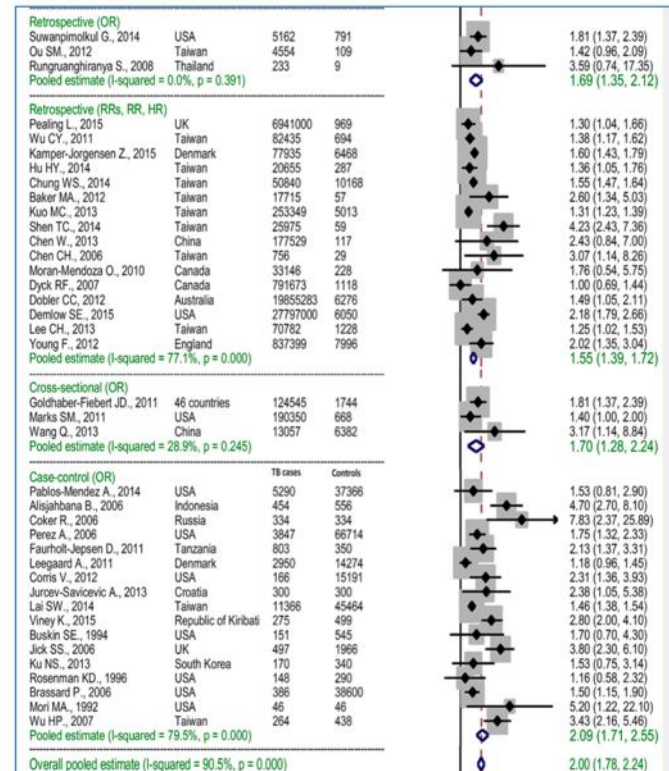 Retrospective (OR)
Suwanpimolkul G., 2014 USA 5162 791 1.81 (1.37, 2.39)
Ou SM., 2012 Taiwan 4554 109 1.42 (0.96, 2.09)
Rungruanghiranya S., 2008 Thailand 233 9 3.59 (0.74, 17.35)
Pooled estimate (I-squared = 0.0%, p = 0.391) 1.69 (1.35, 2.12)
Retrospective (RRs, RR, HR)
Pealing L., 2015 UK 6941000 969 1.30 (1.04, 1.66)
Wu CY., 2011 Taiwan 82435 694 1.38 (1.17, 1.62)
Kamper-Jorgensen Z., 2015 Denmark 77935 6468 1.60 (1.43, 1.79)
Hu HY., 2014 Taiwan 20655 287 1.36 (1.05, 1.76)
Chung WS., 2014 Taiwan 50840 10168 1.55 (1.47, 1.64)
Baker MA., 2012 Taiwan 17715 57 2.60 (1.34, 5.03)
Kuo MC., 2013 Taiwan 253349 5013 1.31 (1.23, 1.39)
Shen TC., 2014 Taiwan 25975 59 4.23 (2.43, 7.36)
Chen W., 2013 China 177529 117 2.43 (0.84, 7.00)
Chen CH., 2006 Taiwan 756 29 3.07 (1.14, 8.26)
Moran-Mendoza O., 2010 Canada 33146 228 1.76 (0.54, 5.75)
Dyck RF., 2007 Canada 791673 1118 1.00 (0.69, 1.44)
Dobler CC, 2012 Australia 19855283 6276 1.49 (1.05, 2.11)
Demlow SE., 2015 USA 27797000 6050 2.18 (1.79, 2.66)
Lee CH., 2013 Taiwan 70782 1228 1.25 (1.02, 1.53)
Young F., 2012 England 837399 7996 2.02 (1.35, 3.04)
Pooled estimate (I-squared = 77.1%, p = 0.000) 1.55 (1.39, 1.72)
Cross-sectional (OR)
Goldhaber-Fiebert JD., 2011 46 countries 124545 1744 1.81 (1.37, 2.39)
Marks SM., 2011 USA 190350 668 1.40 (1.00, 2.00)
Wang Q., 2013 China 13057 6382 3.17 (1.14, 8.84)
Pooled estimate (I-squared = 28.9%, p = 0.245) 1.70 (1.28, 2.24)
Case-control (OR) TB cases Controls
Pablos-Mendez A., 2014 USA 5290 37366 1.53 (0.81, 2.90)
Alisjahbana B., 2006 Indonesia 454 556 4.70 (2.70, 8.10)
Coker R., 2006 Russia 334 334 7.83 (2.37, 25.89)
Perez A., 2006 USA 3847 66714 1.75 (1.32, 2.33)
Faurholt-Jepsen D., 2011 Tanzania 803 350 2.13 (1.37, 3.31)
Leegaard A., 2011 Denmark 2950 14274 1.18 (0.96, 1.45)
Corris V., 2012 USA 166 15191 2.31 (1.36, 3.93)
Jurcev-Savicevic A., 2013 Croatia 300 300 2.38 (1.05, 5.38)
Lai SW., 2014 Taiwan 11366 45464 1.46 (1.38, 1.54)
Viney K., 2015 Republic of Kiribati 275 499 2.80 (2.00, 4.10)
Buskin SE., 1994 USA 151 545 1.70 (0.70, 4.30)
Jick SS., 2006 UK 497 1966 3.80 (2.30, 6.10)
Ku NS., 2013 South Korea 170 340 1.53 (0.75, 3.14)
Rosenman KD., 1996 USA 148 290 1.16 (0.58, 2.32)
Brassard P., 2006 USA 386 38600 1.50 (1.15, 1.90)
Mori MA., 1992 USA 46 46 5.20 (1.22, 22.10)
Wu HP., 2007 Taiwan 264 438 3.43 (2.16, 5.46)
Pooled estimate (I-squared = 79.5%, p = 0.000) 2.09 (1.71, 2.55)
Overall pooled estimate (I-squared = 90.5%, p = 0.000) 2.00 (1.78, 2.24)